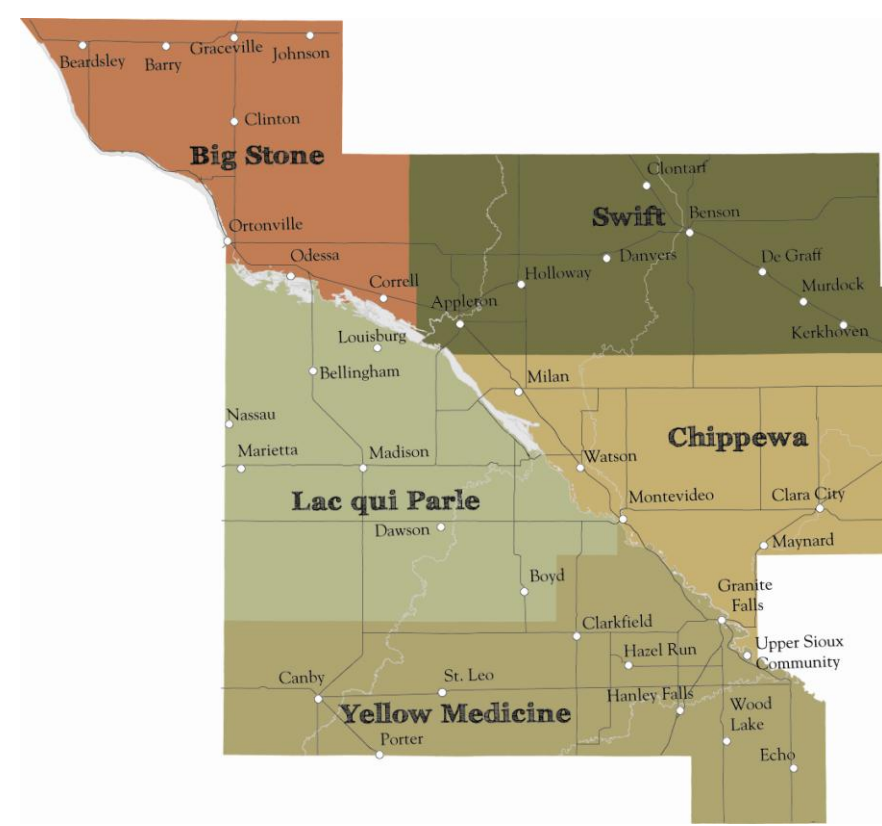 Graceville
Johnson
Beardsley
Barry
Clinton
Big Stone
Clontarf
Swift
Benson
Ortonville
Odessa
Danvers
De Graff
Holloway
Correll
Murdock
Appleton
Kerkhoven
Louisburg
Bellingham
Milan
Nassau
Chippewa
Marietta
Madison
Watson
Lac qui Parle
Montevideo
Clara City
Dawson
Maynard
Boyd
Granite
Falls
Clarkfield
Upper Sioux
Community
Hazel Run
Canby
St. Leo
Hanley Falls
Wood
Lake
Yellow Medicine
Porter
Echo